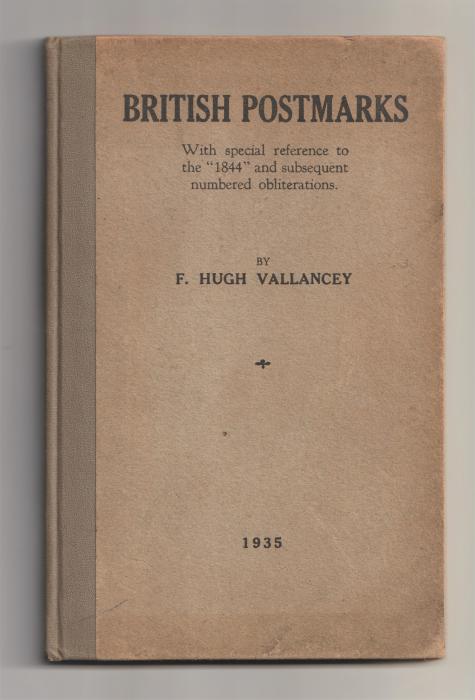 BRITISH POSTMARKS
With special reference to
the "1844" and subsequent
numbered obliterations.
BY
F. HUGH VALLANCEY
1935